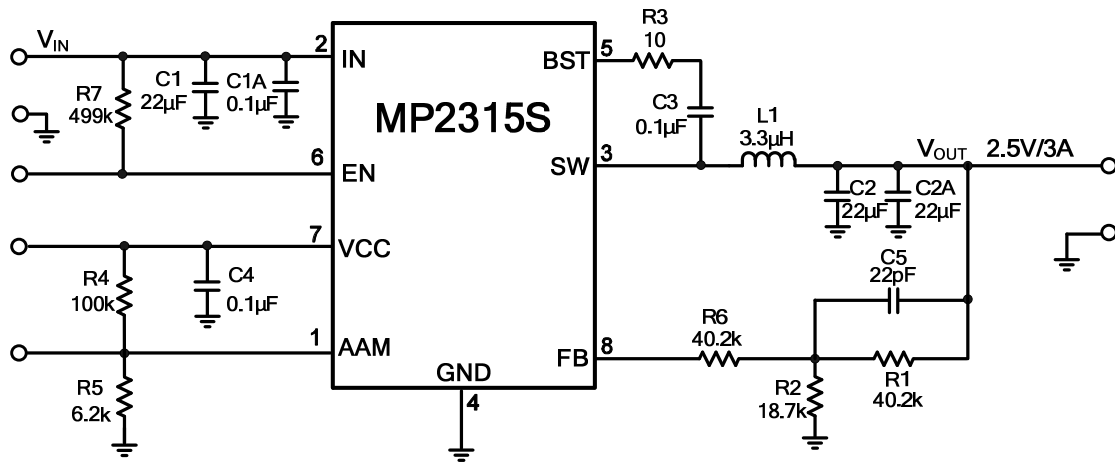 V_IN
R7
499k
C1
22µF
C1A
0.1µF
2
IN
6
EN
7
VCC
R4
100k
C4
0.1µF
1
AAM
R5
6.2k
MP2315S
GND
4
5
BST
R3
10
C3
0.1µF
L1
3.3µH
3
SW
V_OUT 2.5V/3A
C2
22µF
C2A
22µF
C5
22pF
8
FB
R6
40.2k
R2
18.7k
R1
40.2k